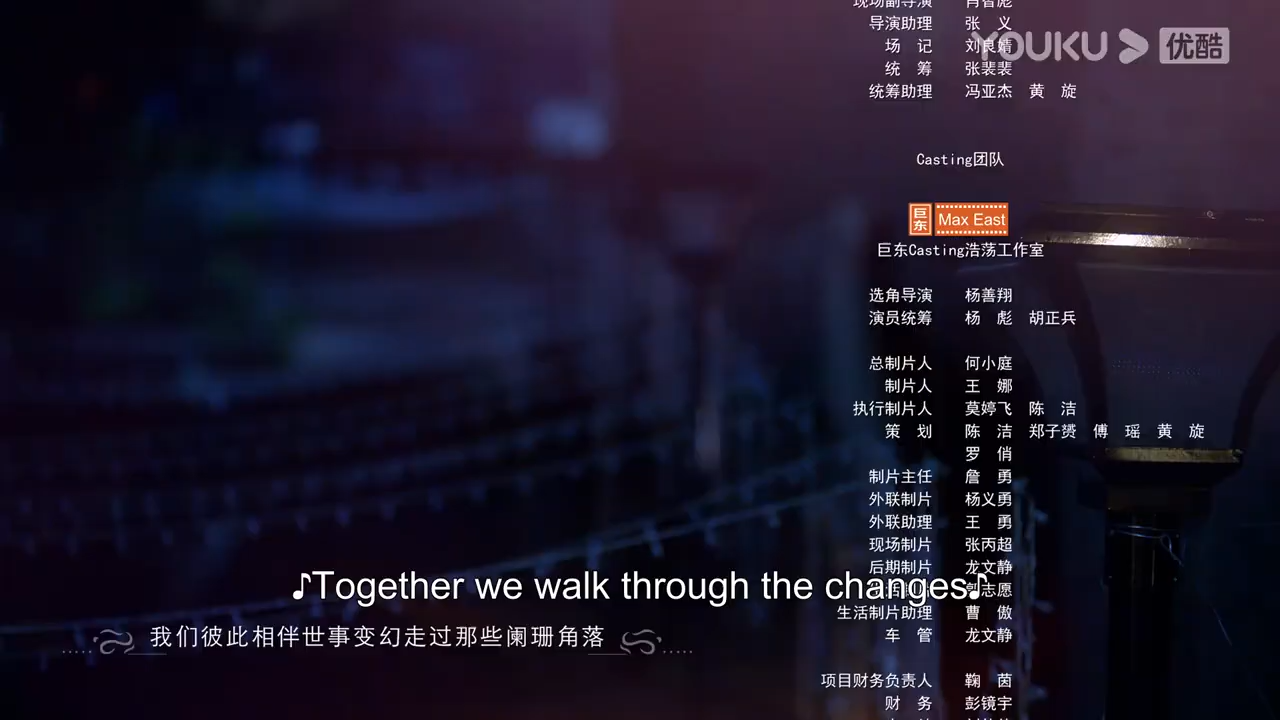 现场副导演 肖智彪
导演助理 张 义
YOUKU 优酷
场 记 刘良婧
统 筹 张裴裴
统筹助理 冯亚杰 黄 旋
Casting团队
巨东 Max East
巨东Casting浩荡工作室
选角导演 杨善翔
演员统筹 杨 彪 胡正兵
总制片人 何小庭
制片人 王 娜
执行制片人 莫婷飞 陈 洁
策 划 陈 洁 郑子赟 傅 瑶 黄 旋
罗 俏
制片主任 詹 勇
外联制片 杨义勇
外联助理 王 勇
现场制片 张丙超
后期制片 龙文静
♪Together we walk through the changes♪
志愿
生活制片助理 曹 傲
我们彼此相伴世事变幻走过那些阑珊角落
车 管 龙文静
项目财务负责人 鞠 茵
财 务 彭镜宇